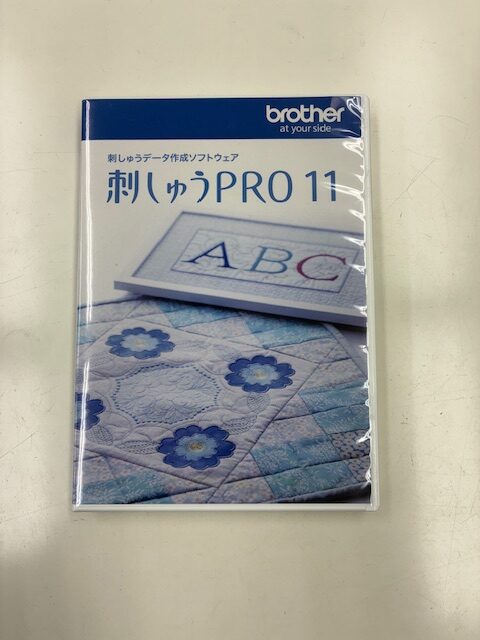 brother
at your side
刺しゅうデータ作成ソフトウェア
刺しゅうPRO 11
ABC